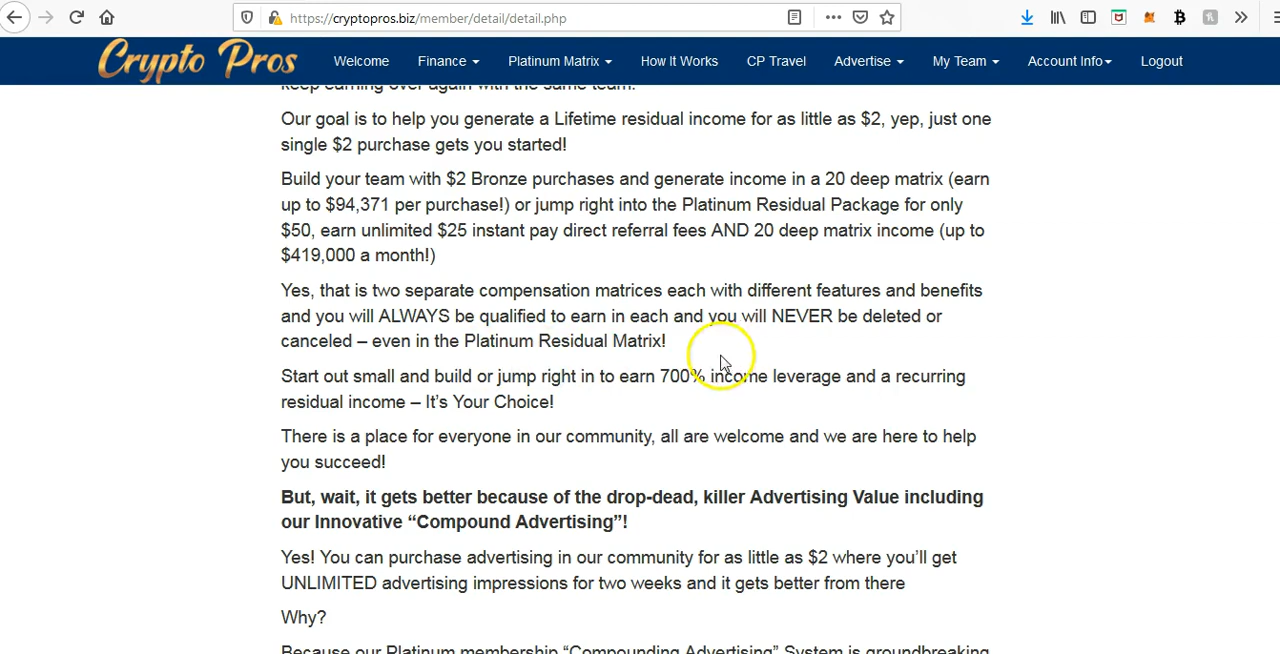 https://cryptopros.biz/member/detail/detail.php
Crypto Pros Welcome Finance Platinum Matrix How It Works CP Travel Advertise My Team Account Info Logout
keep earning over again with the same team.
Our goal is to help you generate a Lifetime residual income for as little as $2, yep, just one
single $2 purchase gets you started!
Build your team with $2 Bronze purchases and generate income in a 20 deep matrix (earn
up to $94,371 per purchase!) or jump right into the Platinum Residual Package for only
$50, earn unlimited $25 instant pay direct referral fees AND 20 deep matrix income (up to
$419,000 a month!)
Yes, that is two separate compensation matrices each with different features and benefits
and you will ALWAYS be qualified to earn in each and you will NEVER be deleted or
canceled – even in the Platinum Residual Matrix!
Start out small and build or jump right in to earn 700% income leverage and a recurring
residual income – It’s Your Choice!
There is a place for everyone in our community, all are welcome and we are here to help
you succeed!
But, wait, it gets better because of the drop-dead, killer Advertising Value including
our Innovative “Compound Advertising”!
Yes! You can purchase advertising in our community for as little as $2 where you’ll get
UNLIMITED advertising impressions for two weeks and it gets better from there
Why?
Because our Platinum membership “Compounding Advertising” System is groundbreaking